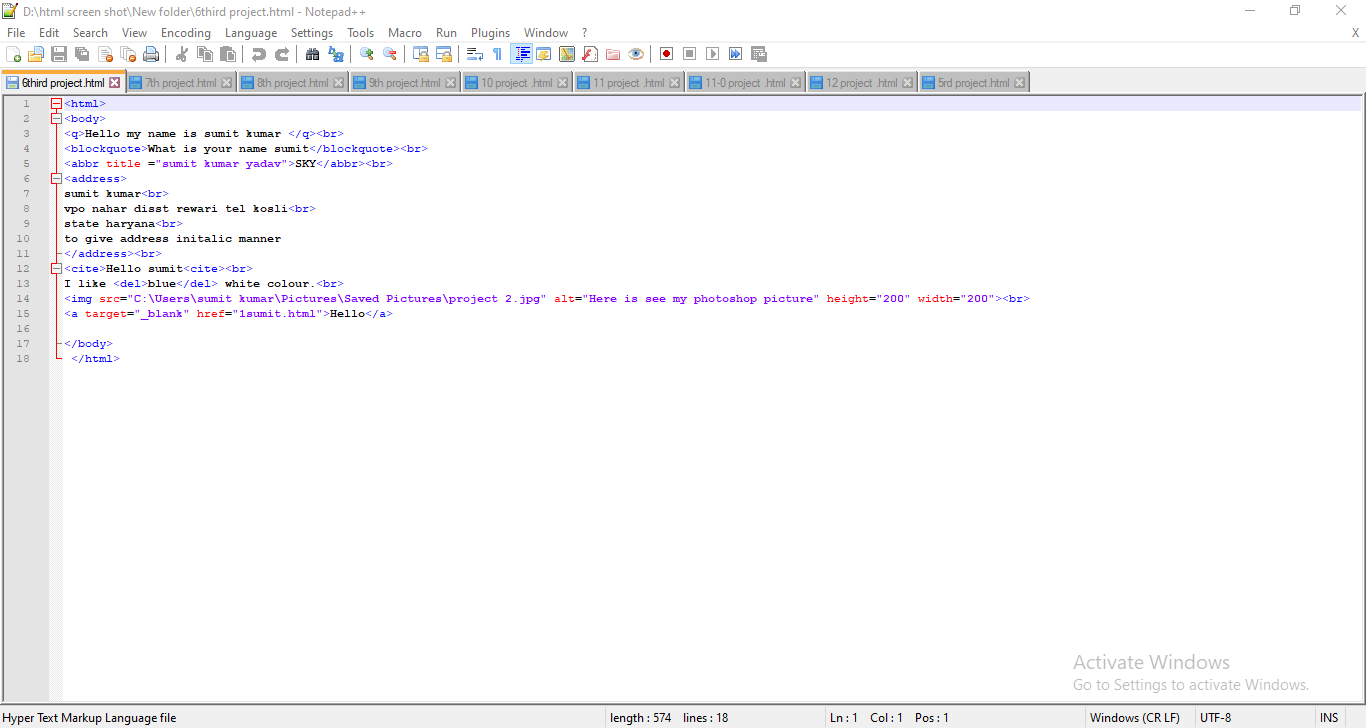 D:\html screen shot\New folder\6third project.html - Notepad++
File Edit Search View Encoding Language Settings Tools Macro Run Plugins Window ? X
6third project.html 7th project.html 8th project.html 9th project.html 10 project .html 11 project .html 11-0 project .html 12 project .html 5rd project.html
1 <html>
2 <body>
3 <q>Hello my name is sumit kumar </q><br>
4 <blockquote>What is your name sumit</blockquote><br>
5 <abbr title ="sumit kumar yadav">SKY</abbr><br>
6 <address>
7 sumit kumar<br>
8 vpo nahar disst rewari tel kosli<br>
9 state haryana<br>
10 to give address initalic manner
11 </address><br>
12 <cite>Hello sumit<cite><br>
13 I like <del>blue</del> white colour.<br>
14 <img src="C:\Users\sumit kumar\Pictures\Saved Pictures\project 2.jpg" alt="Here is see my photoshop picture" height="200" width="200"><br>
15 <a target="_blank" href="1sumit.html">Hello</a>
16
17 </body>
18 </html>
Activate Windows
Go to Settings to activate Windows.
Hyper Text Markup Language file length : 574 lines : 18 Ln : 1 Col : 1 Pos : 1 Windows (CR LF) UTF-8 INS